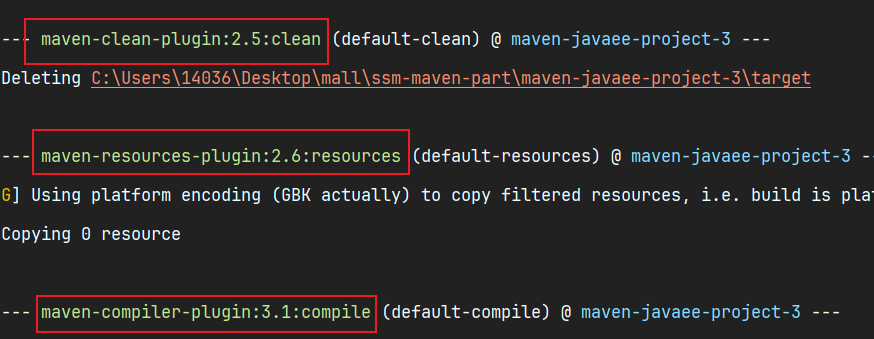 --- maven-clean-plugin:2.5:clean (default-clean) @ maven-javaee-project-3 ---
Deleting C:\Users\14036\Desktop\mall\ssm-maven-part\maven-javaee-project-3\target
--- maven-resources-plugin:2.6:resources (default-resources) @ maven-javaee-project-3 --
G] Using platform encoding (GBK actually) to copy filtered resources, i.e. build is plat
Copying 0 resource
--- maven-compiler-plugin:3.1:compile (default-compile) @ maven-javaee-project-3 ---